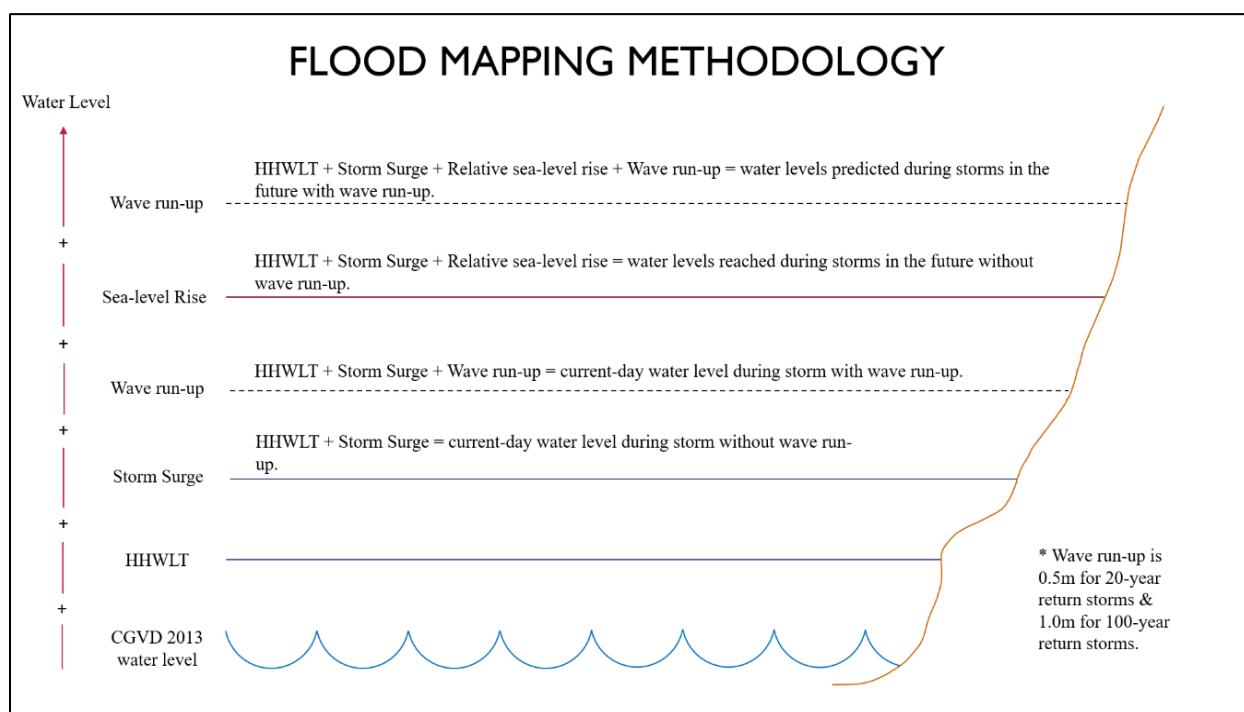 FLOOD MAPPING METHODOLOGY
Water Level
HHWLT + Storm Surge + Relative sea-level rise + Wave run-up = water levels predicted during storms in the
future with wave run-up.
Wave run-up
+
HHWLT + Storm Surge + Relative sea-level rise = water levels reached during storms in the future without
wave run-up.
Sea-level Rise
+
HHWLT + Storm Surge + Wave run-up = current-day water level during storm with wave run-up.
Wave run-up
+
HHWLT + Storm Surge = current-day water level during storm without wave run-
up.
Storm Surge
+
HHWLT
+
CGVD 2013
water level
* Wave run-up is
0.5m for 20-year
return storms &
1.0m for 100-year
return storms.